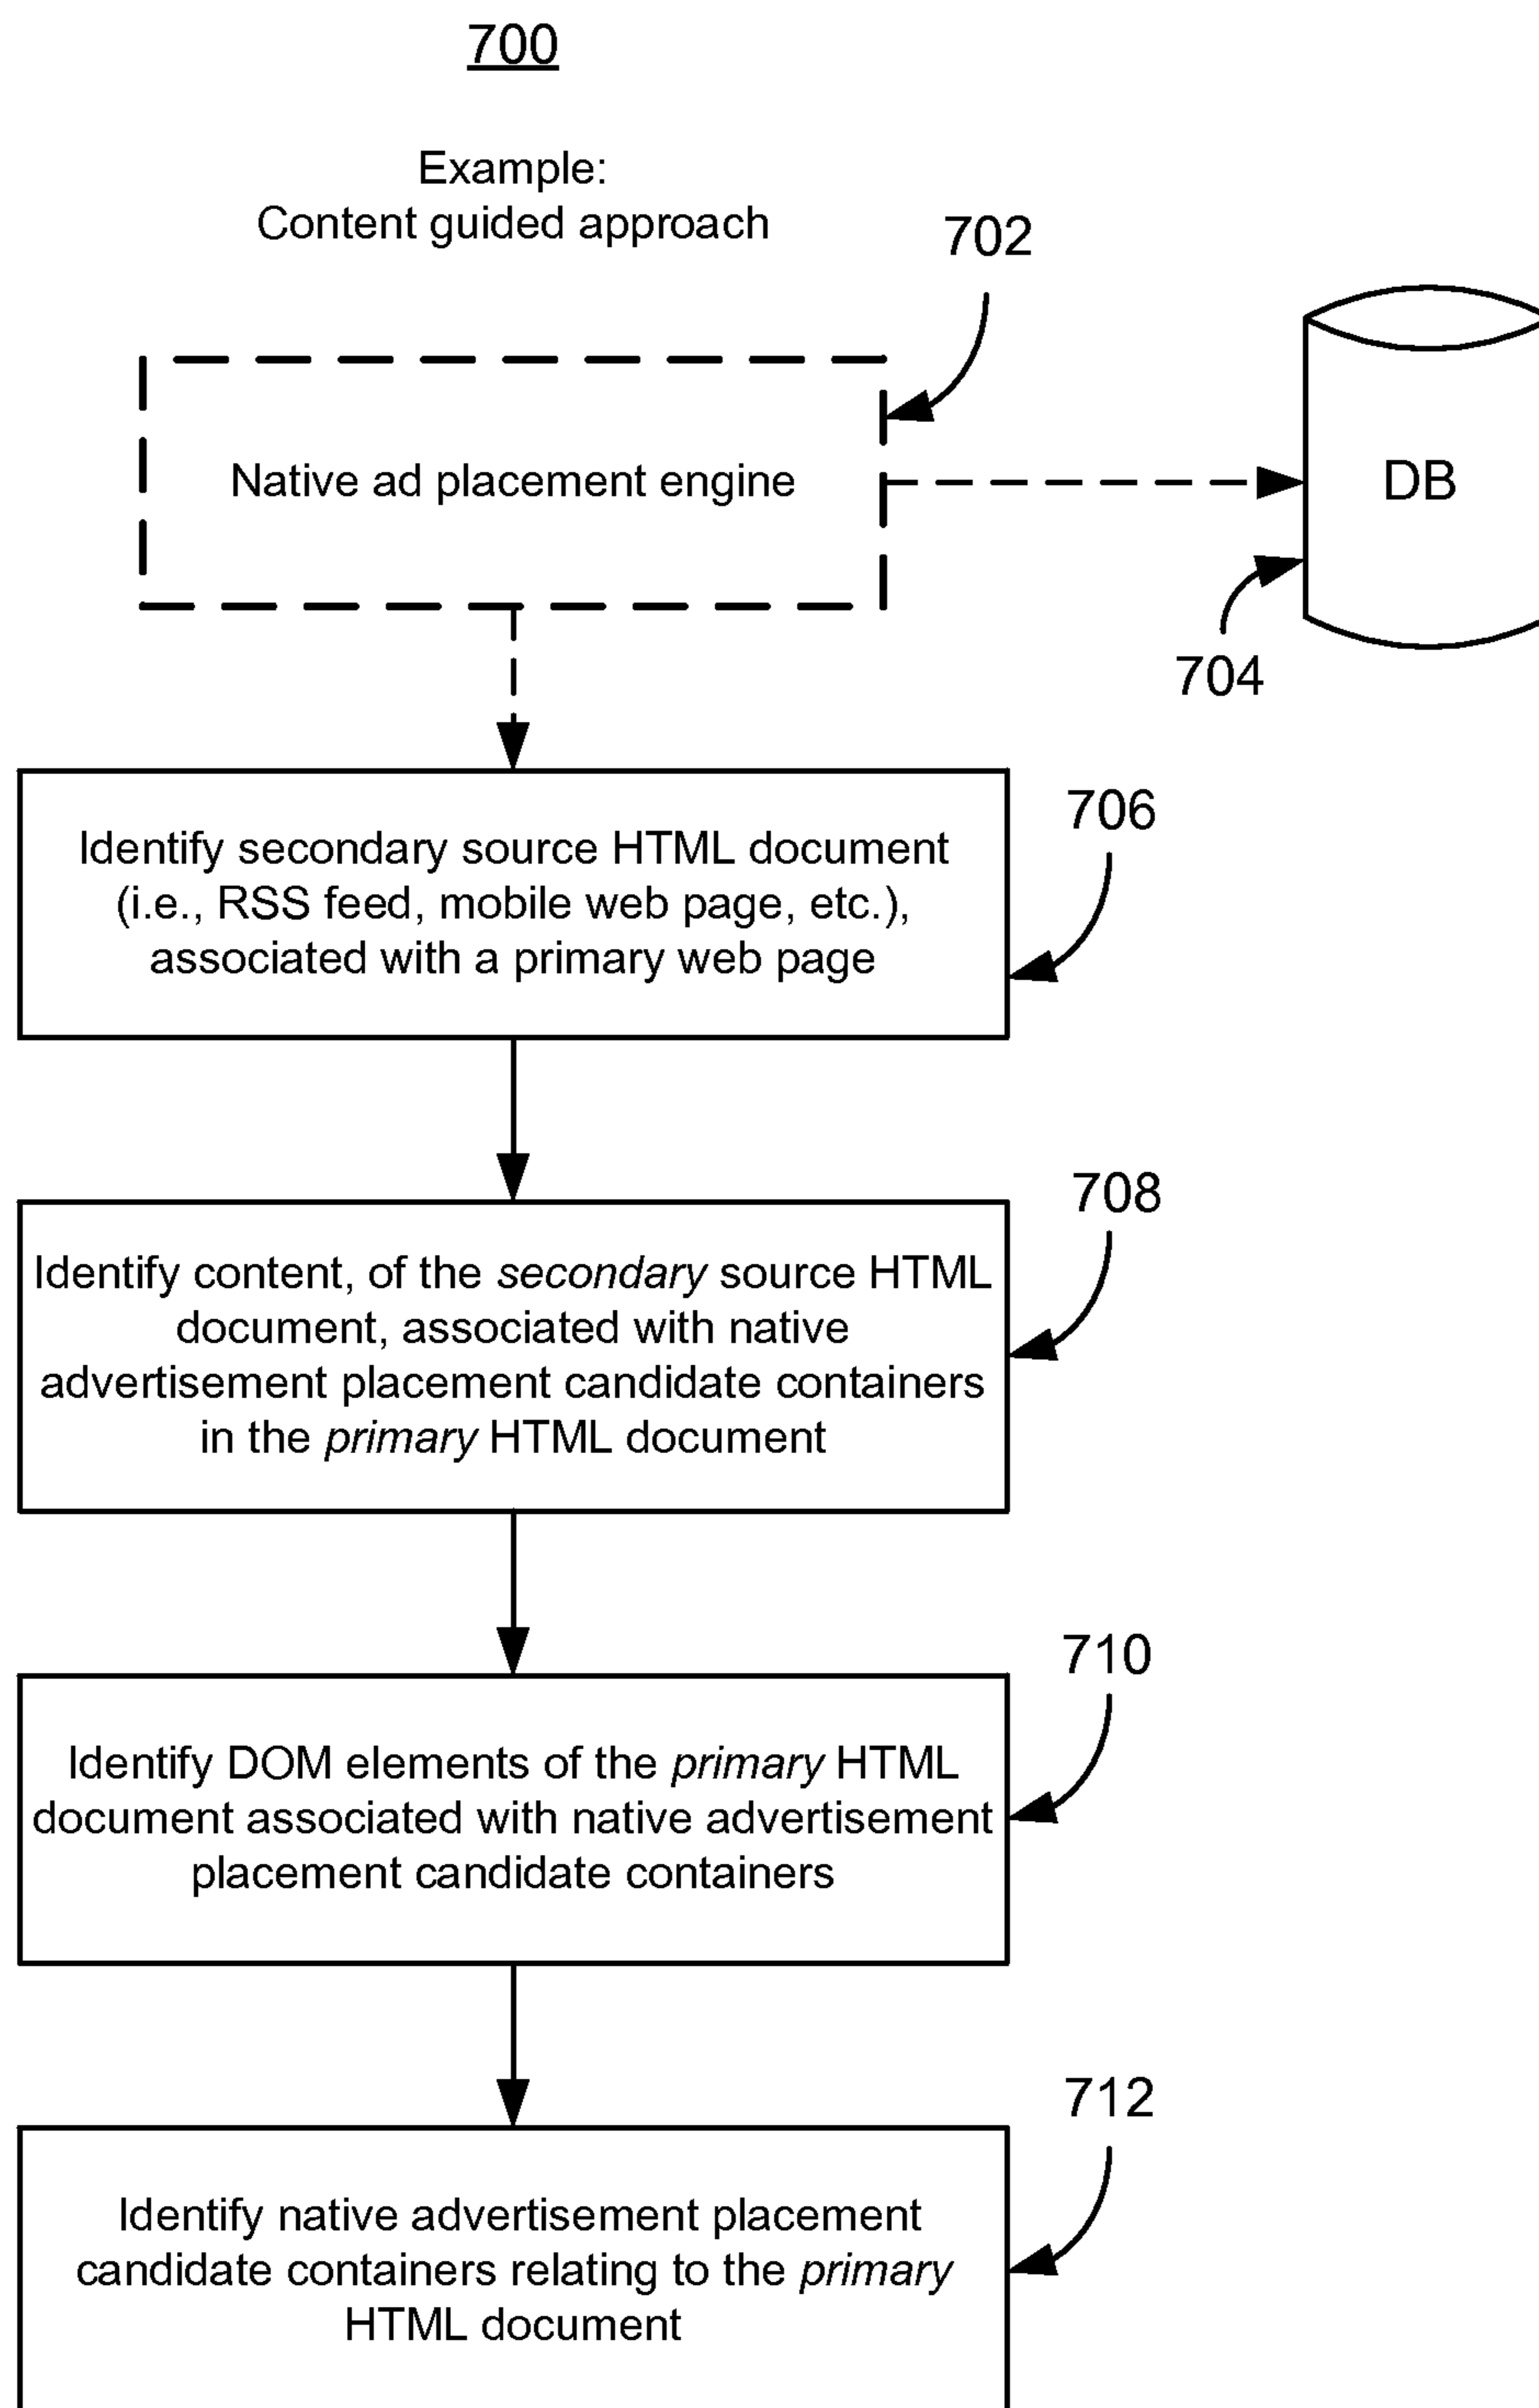 700
Example:
Content guided approach
702
Native ad placement engine
DB
704
Identify secondary source HTML document
(i.e., RSS feed, mobile web page, etc.),
associated with a primary web page
706
Identify content, of the secondary source HTML
document, associated with native
advertisement placement candidate containers
in the primary HTML document
708
Identify DOM elements of the primary HTML
document associated with native advertisement
placement candidate containers
710
Identify native advertisement placement
candidate containers relating to the primary
HTML document
712